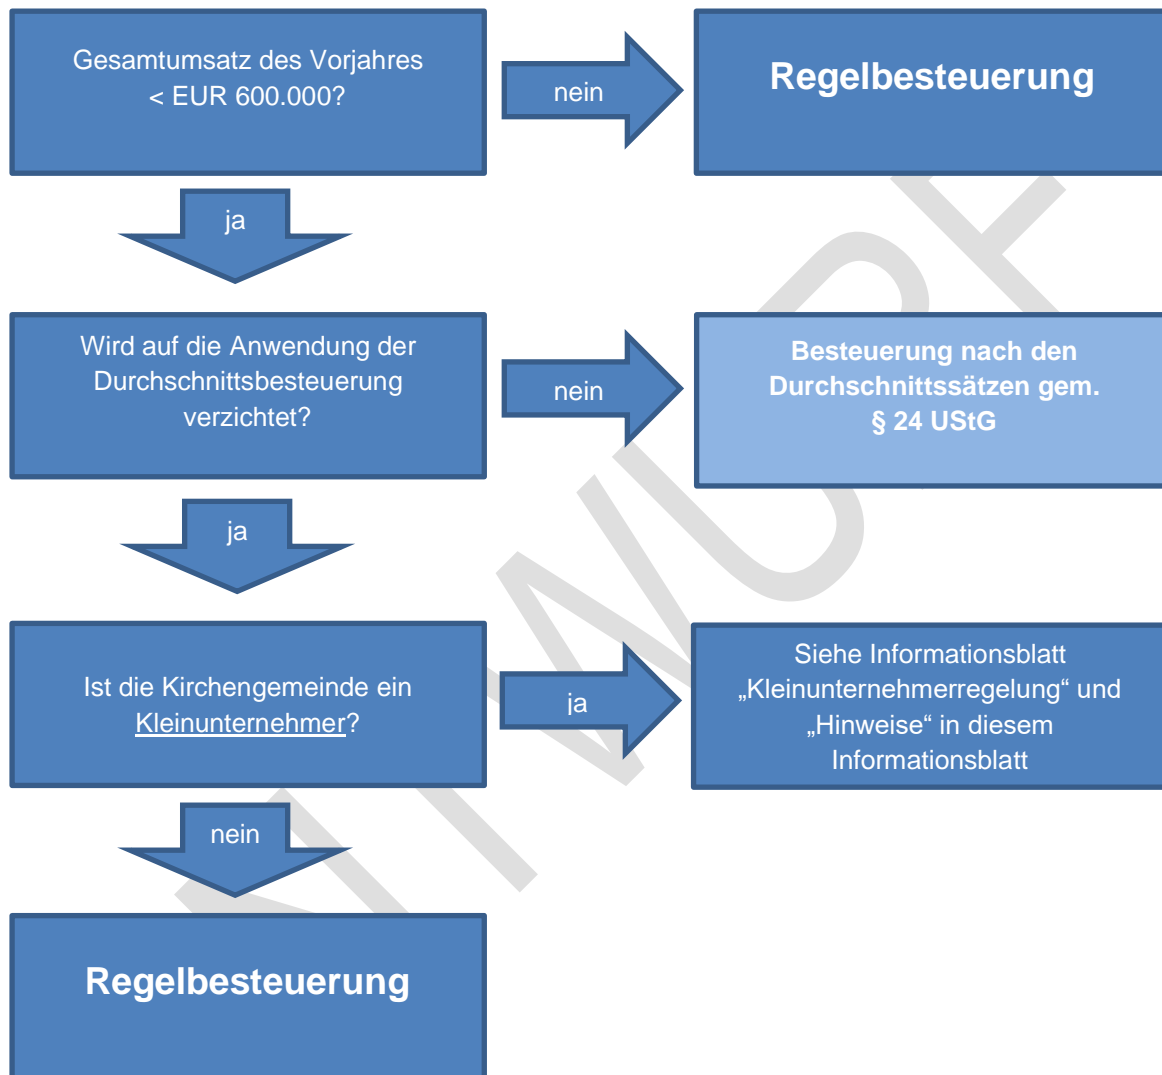 Gesamtumsatz des Vorjahres
< EUR 600.000?
nein
Regelbesteuerung
ja
Wird auf die Anwendung der
Durchschnittsbesteuerung
verzichtet?
nein
Besteuerung nach den
Durchschnittssätzen gem.
§ 24 UStG
ja
Ist die Kirchengemeinde ein
Kleinunternehmer?
ja
Siehe Informationsblatt
„Kleinunternehmerregelung“ und
„Hinweise“ in diesem
Informationsblatt
nein
Regelbesteuerung